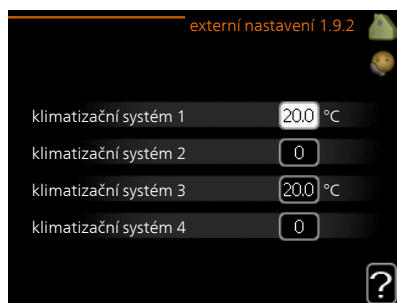 externí nastavení 1.9.2
klimatizační systém 1 20.0 °C
klimatizační systém 2 0
klimatizační systém 3 20.0 °C
klimatizační systém 4 0
?